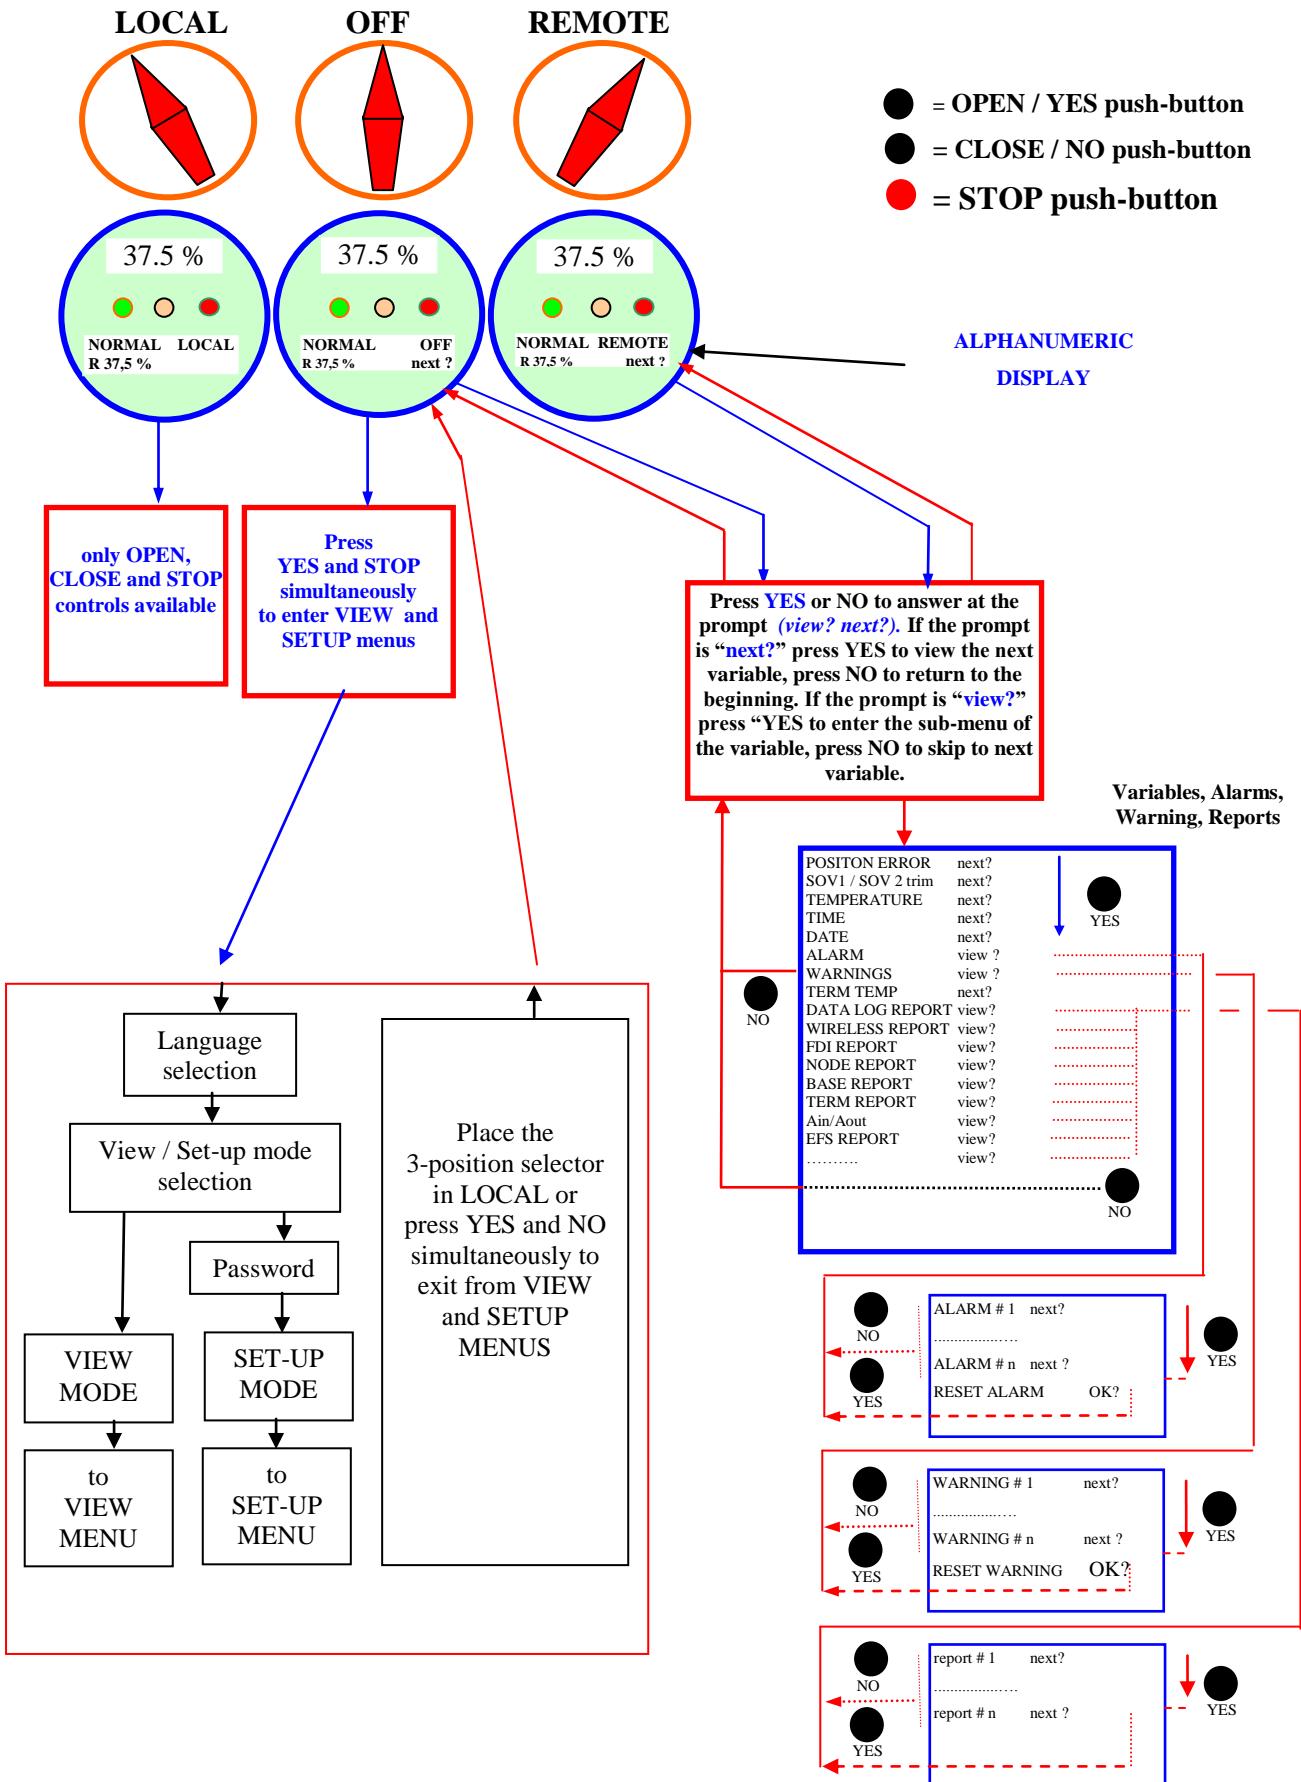 LOCAL OFF REMOTE
= OPEN / YES push-button
= CLOSE / NO push-button
= STOP push-button
37.5 %
NORMAL LOCAL
R 37,5 %
37.5 %
NORMAL OFF
R 37,5 % next ?
37.5 %
NORMAL REMOTE
R 37,5 % next ?
ALPHANUMERIC
DISPLAY
only OPEN,
CLOSE and STOP
controls available
Press
YES and STOP
simultaneously
to enter VIEW and
SETUP menus
Press YES or NO to answer at the
prompt (view? next?). If the prompt
is “next?” press YES to view the next
variable, press NO to return to the
beginning. If the prompt is “view?”
press “YES to enter the sub-menu of
the variable, press NO to skip to next
variable.
Variables, Alarms,
Warning, Reports
POSITON ERROR next?
SOV1 / SOV 2 trim next?
TEMPERATURE next?
TIME next?
DATE next?
ALARM view ?
WARNINGS view ?
TERM TEMP next?
DATA LOG REPORT view?
WIRELESS REPORT view?
FDI REPORT view?
NODE REPORT view?
BASE REPORT view?
TERM REPORT view?
Ain/Aout view?
EFS REPORT view?
………. view?
YES
NO
NO
Language
selection
View / Set-up mode
selection
Password
VIEW
MODE
SET-UP
MODE
to
VIEW
MENU
to
SET-UP
MENU
Place the
3-position selector
in LOCAL or
press YES and NO
simultaneously to
exit from VIEW
and SETUP
MENUS
NO
YES
ALARM # 1 next?
....................
ALARM # n next ?
RESET ALARM OK?
YES
NO
YES
WARNING # 1 next?
....................
WARNING # n next ?
RESET WARNING OK?
YES
NO
YES
report # 1 next?
....................
report # n next ?
YES